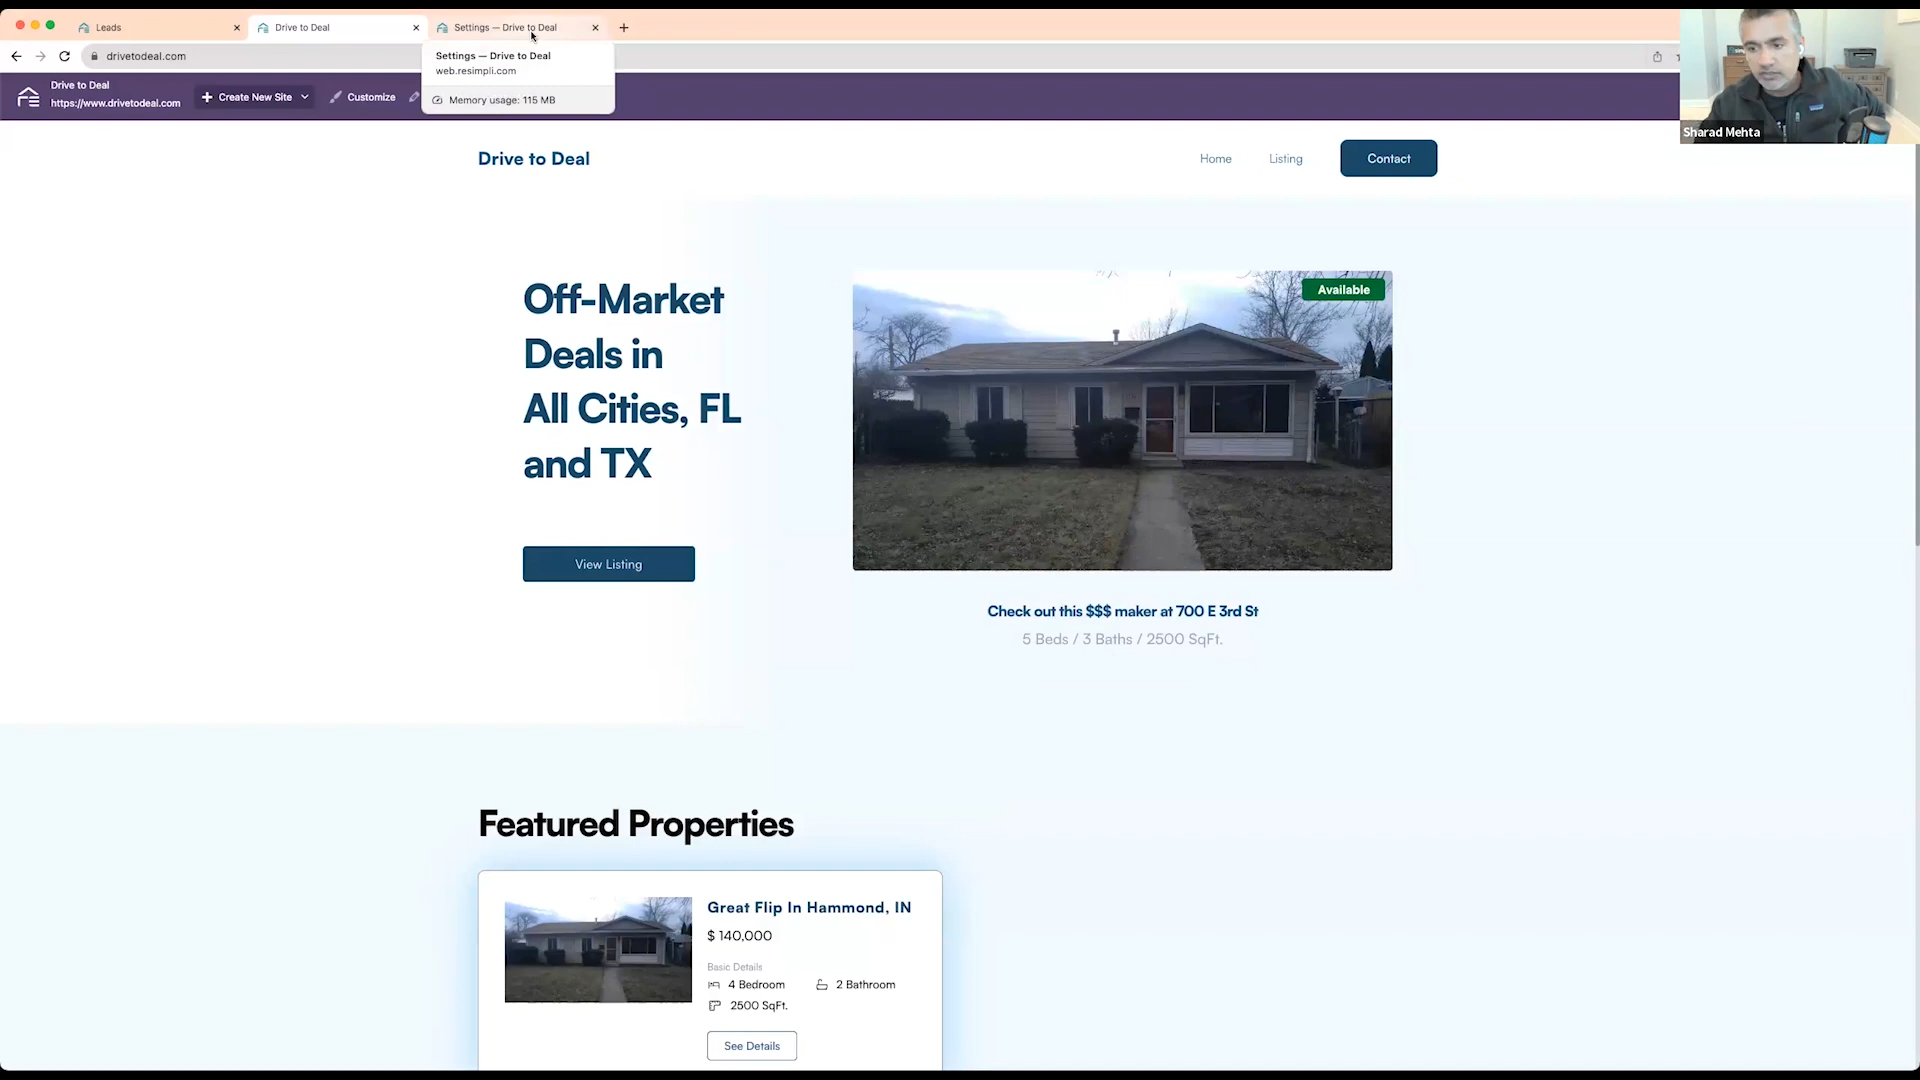 Leads
Drive to Deal
Settings — Drive to Deal
drivetodeal.com
Settings — Drive to Deal
web.resimpli.com
Memory usage: 115 MB
Drive to Deal
https://www.drivetodeal.com
Create New Site
Customize
Sharad Mehta
Drive to Deal
Home
Listing
Contact
Off-Market
Deals in
All Cities, FL
and TX
View Listing
Available
Check out this $$$ maker at 700 E 3rd St
5 Beds / 3 Baths / 2500 SqFt.
Featured Properties
Great Flip In Hammond, IN
$ 140,000
Basic Details
4 Bedroom
2 Bathroom
2500 SqFt.
See Details